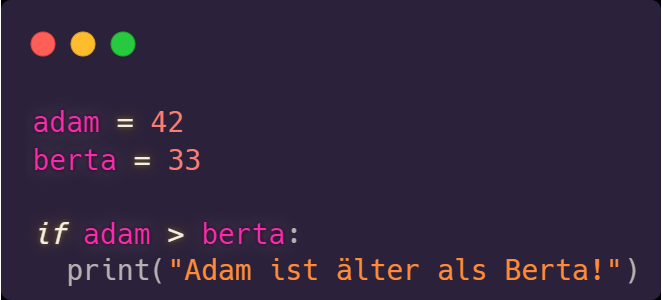 adam = 42
berta = 33

if adam > berta:
  print("Adam ist älter als Berta!")